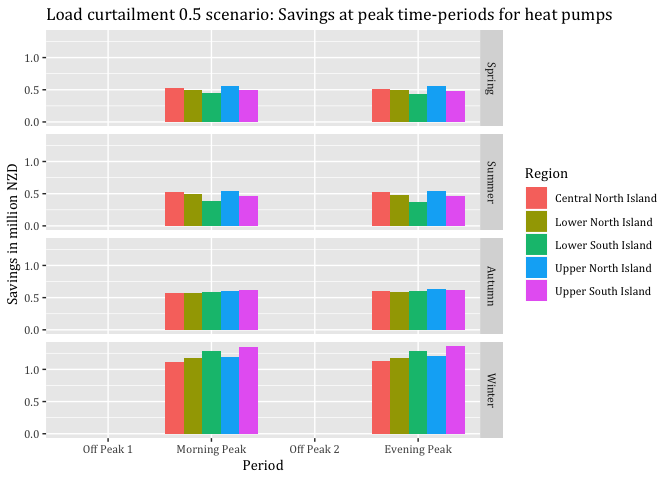 Load curtailment 0.5 scenario: Savings at peak time-periods for heat pumps
Savings in million NZD
1.0
0.5
0.0
Spring
1.0
0.5
0.0
Summer
1.0
0.5
0.0
Autumn
1.0
0.5
0.0
Winter
Off Peak 1
Morning Peak
Off Peak 2
Evening Peak
Period
Region
Central North Island
Lower North Island
Lower South Island
Upper North Island
Upper South Island